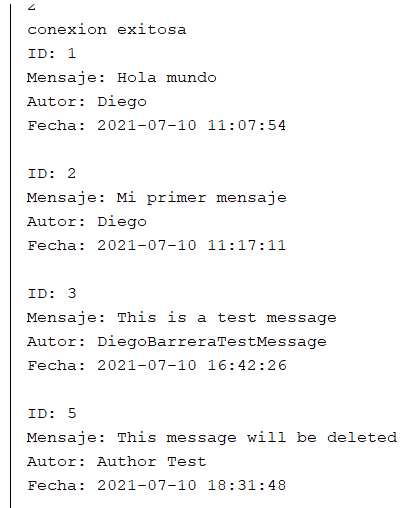 2
conexion exitosa
ID: 1
Mensaje: Hola mundo
Autor: Diego
Fecha: 2021-07-10 11:07:54
ID: 2
Mensaje: Mi primer mensaje
Autor: Diego
Fecha: 2021-07-10 11:17:11
ID: 3
Mensaje: This is a test message
Autor: DiegoBarreraTestMessage
Fecha: 2021-07-10 16:42:26
ID: 5
Mensaje: This message will be deleted
Autor: Author Test
Fecha: 2021-07-10 18:31:48